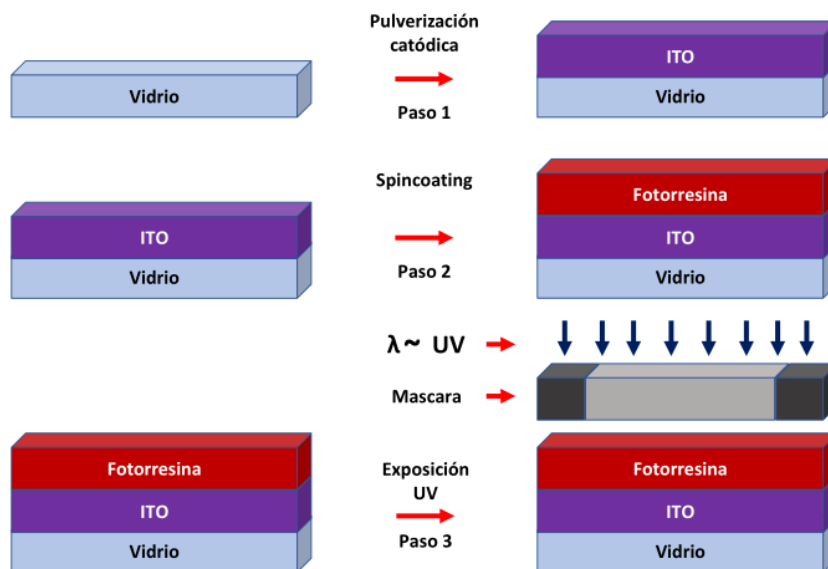 Pulverización
catódica
Vidrio
Paso 1
ITO
Vidrio
ITO
Vidrio
Spincoating
Paso 2
Fotorresina
ITO
Vidrio
λ~ UV
Mascara
Fotorresina
ITO
Vidrio
Exposición
UV
Paso 3
Fotorresina
ITO
Vidrio